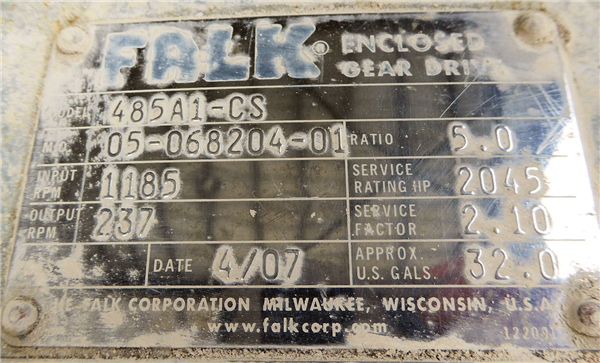 FALK® ENCLOSED
GEAR DRIVE
MODEL 485A1-CS
M.O. 05-068204-01 RATIO 5.0
INPUT RPM 1185 SERVICE RATING HP 2045
OUTPUT RPM 237 SERVICE FACTOR 2.10
DATE 4/07 APPROX. U.S. GALS. 32.0
THE FALK CORPORATION MILWAUKEE, WISCONSIN, U.S.A.
www.falkcorp.com